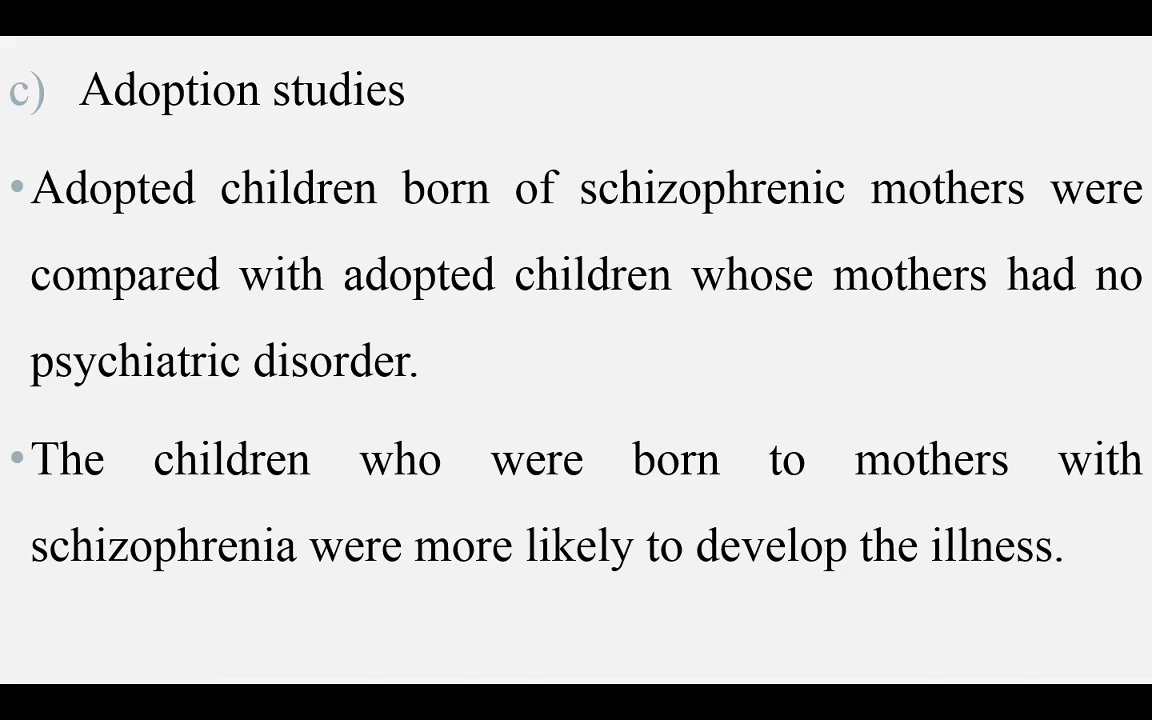 c) Adoption studies
•Adopted children born of schizophrenic mothers were
compared with adopted children whose mothers had no
psychiatric disorder.
•The children who were born to mothers with
schizophrenia were more likely to develop the illness.